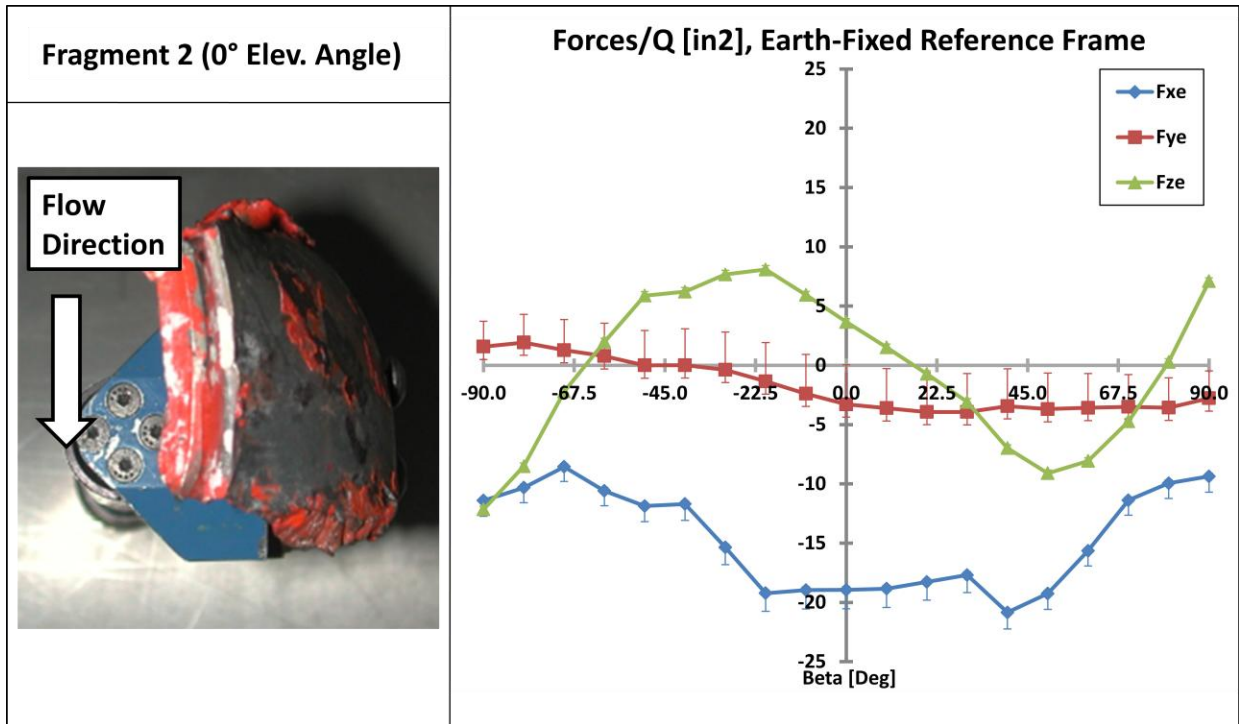 Fragment 2 (0° Elev. Angle)
Flow
Direction
Forces/Q [in2], Earth-Fixed Reference Frame
25
20
15
10
5
0
-5
-10
-15
-20
-25
-90.0 -67.5 -45.0 -22.5 0.0 22.5 45.0 67.5 90.0
Beta [Deg]
Fxe
Fye
Fze